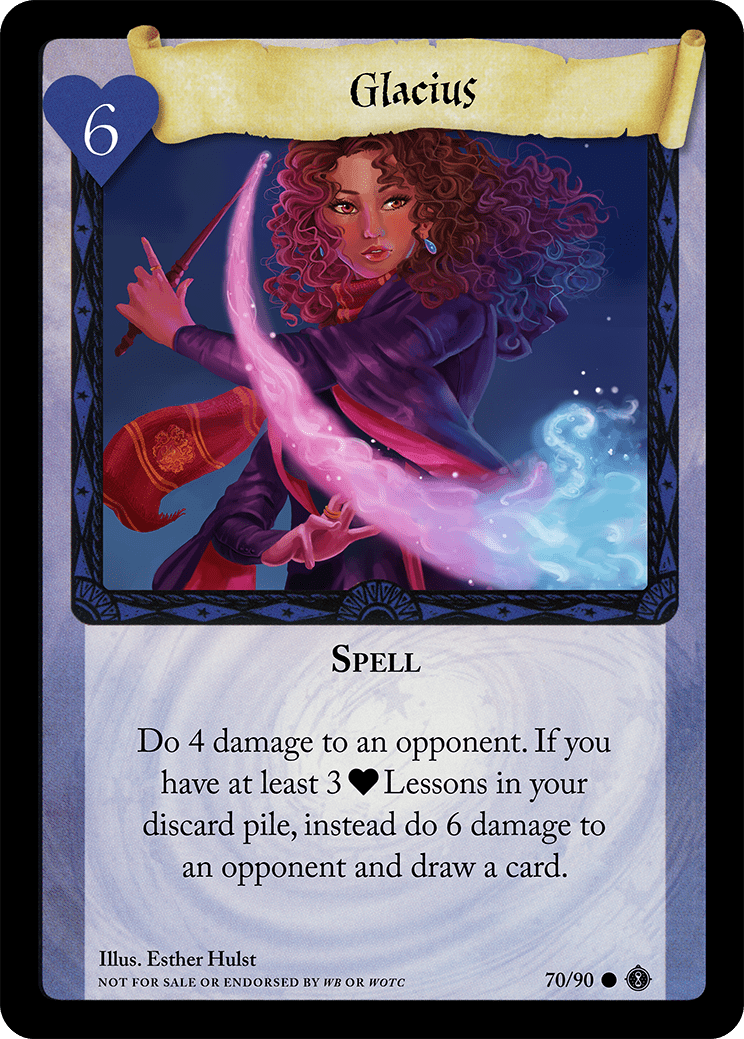 Glacius
6
SPELL
Do 4 damage to an opponent. If you
have at least 3 ♥ Lessons in your
discard pile, instead do 6 damage to
an opponent and draw a card.
Illus. Esther Hulst
NOT FOR SALE OR ENDORSED BY WB OR WOTC
70/90